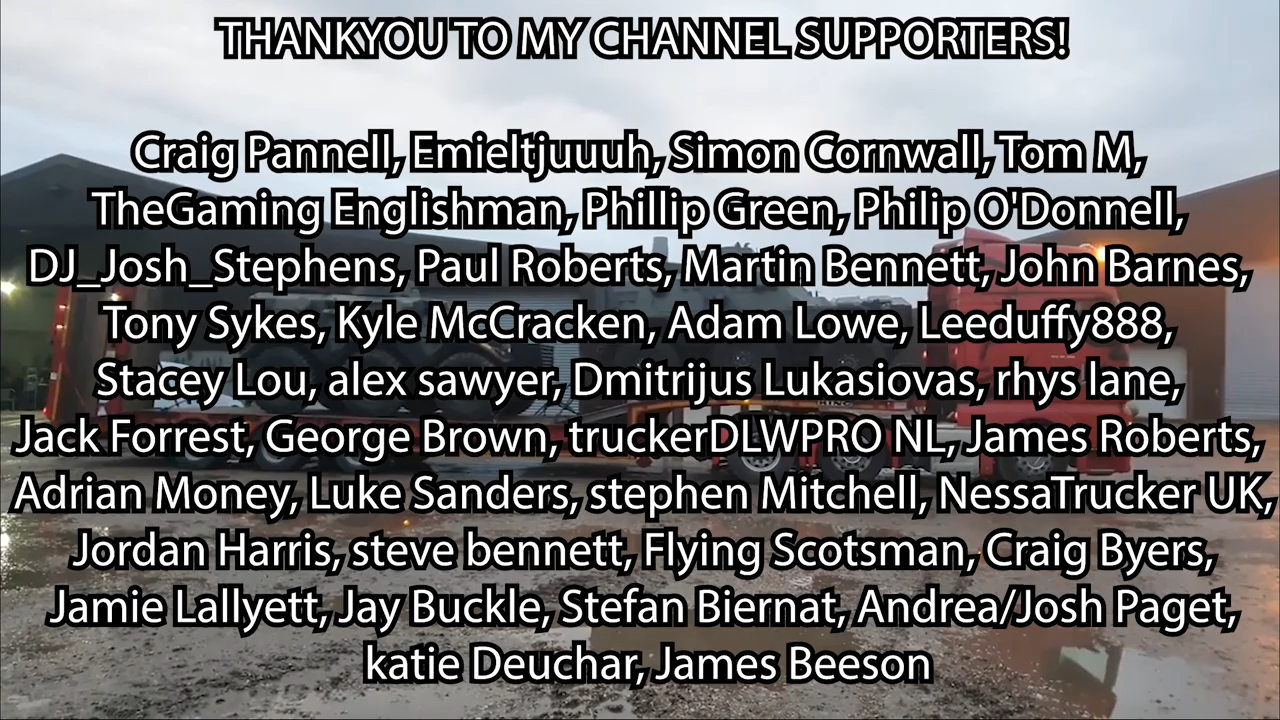 THANKYOU TO MY CHANNEL SUPPORTERS!
Craig Pannell, Emieltjuuuh, Simon Cornwall, Tom M,
TheGaming Englishman, Phillip Green, Philip O'Donnell,
DJ_Josh_Stephens, Paul Roberts, Martin Bennett, John Barnes,
Tony Sykes, Kyle McCracken, Adam Lowe, Leeduffy888,
Stacey Lou, alex sawyer, Dmitrijus Lukasiovas, rhys lane,
Jack Forrest, George Brown, truckerDLWPRO NL, James Roberts,
Adrian Money, Luke Sanders, stephen Mitchell, NessaTrucker UK,
Jordan Harris, steve bennett, Flying Scotsman, Craig Byers,
Jamie Lallyett, Jay Buckle, Stefan Biernat, Andrea/Josh Paget,
katie Deuchar, James Beeson